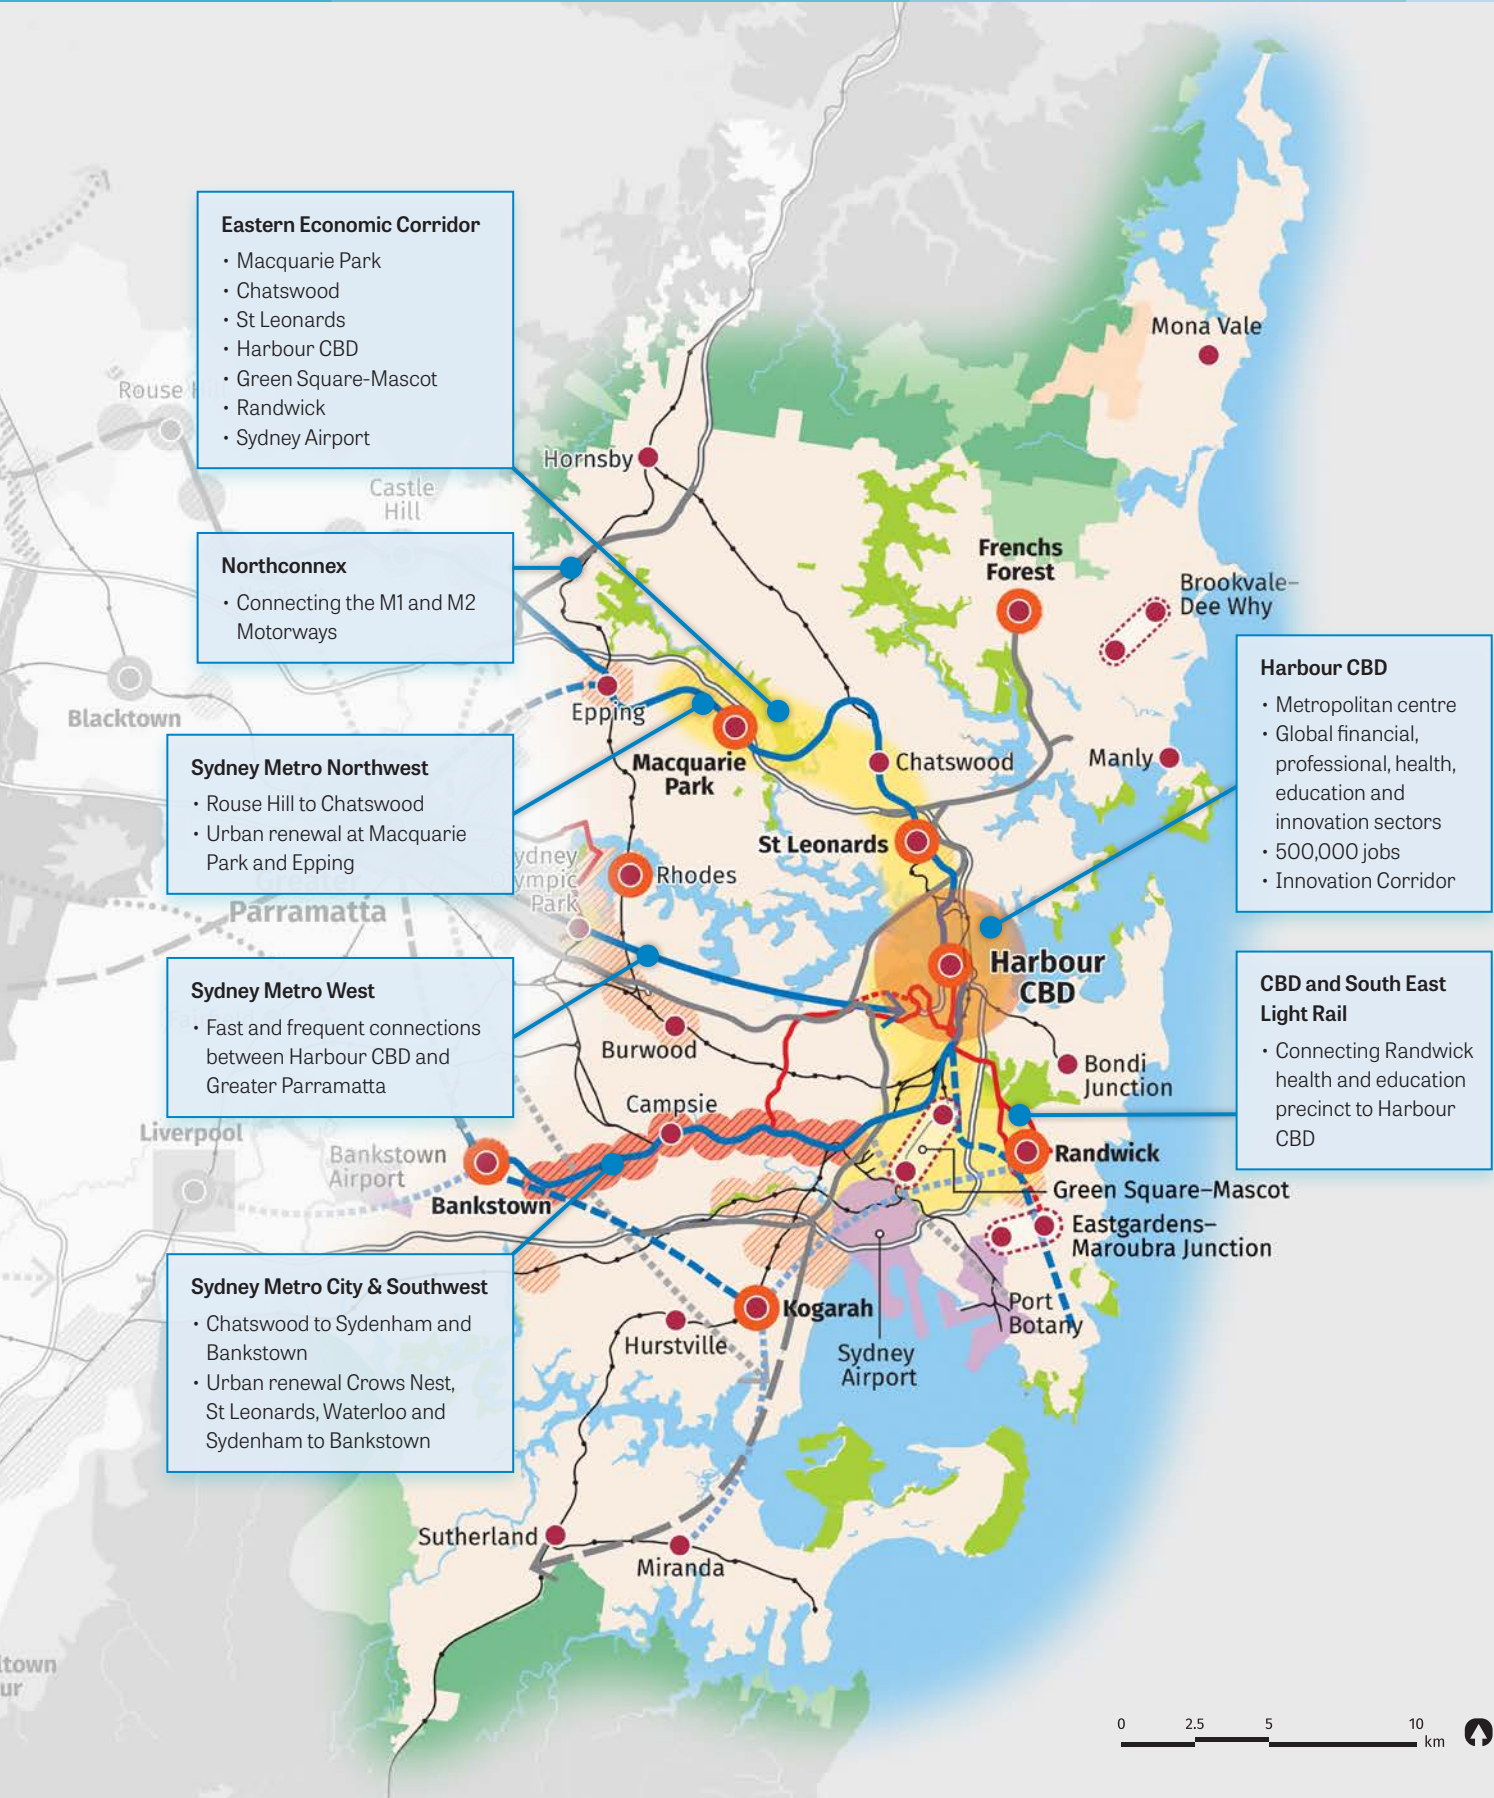 Eastern Economic Corridor
• Macquarie Park
• Chatswood
• St Leonards
• Harbour CBD
• Green Square-Mascot
• Randwick
• Sydney Airport
Mona Vale
Rouse
Hornsby
Castle
Hill
Northconnex
• Connecting the M1 and M2
Motorways
Frenchs
Forest
Brookvale–
Dee Why
Harbour CBD
• Metropolitan centre
• Global financial,
professional, health,
education and
innovation sectors
• 500,000 jobs
• Innovation Corridor
Blacktown
Epping
Macquarie
Park
Chatswood
Manly
Sydney Metro Northwest
• Rouse Hill to Chatswood
• Urban renewal at Macquarie
Park and Epping
St Leonards
Rhodes
ydney
ympic
Park
Greater
Parramatta
Harbour
CBD
Sydney Metro West
• Fast and frequent connections
between Harbour CBD and
Greater Parramatta
CBD and South East
Light Rail
• Connecting Randwick
health and education
precinct to Harbour
CBD
Burwood
Bondi
Junction
Campsie
Liverpool
Bankstown
Airport
Bankstown
Randwick
Green Square–Mascot
Eastgardens–
Maroubra Junction
Sydney Metro City & Southwest
• Chatswood to Sydenham and
Bankstown
• Urban renewal Crows Nest,
St Leonards, Waterloo and
Sydenham to Bankstown
Kogarah
Port
Botany
Hurstville
Sydney
Airport
Sutherland
Miranda
ltown
ur
0 2.5 5 10
km